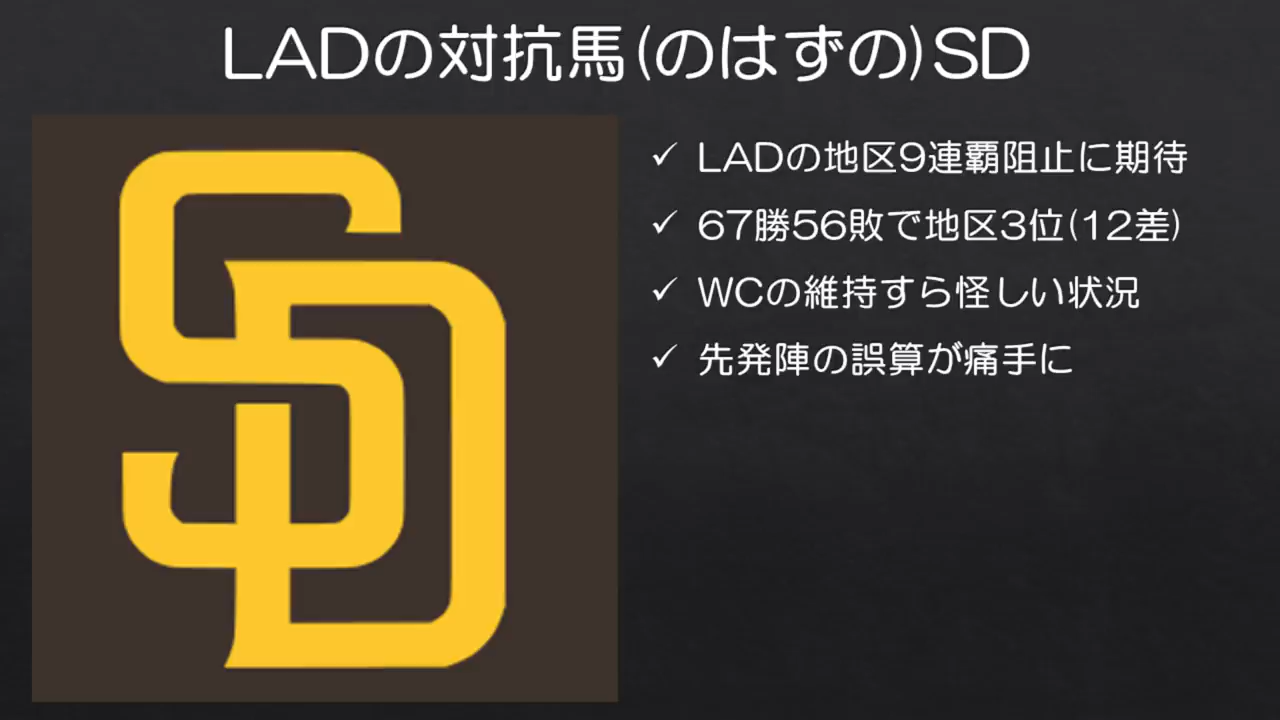 LADの対抗馬(のはずの)SD
LADの地区9連覇阻止に期待
67勝56敗で地区3位(12差)
WCの維持すら怪しい状況
先発陣の誤算が痛手に
SD